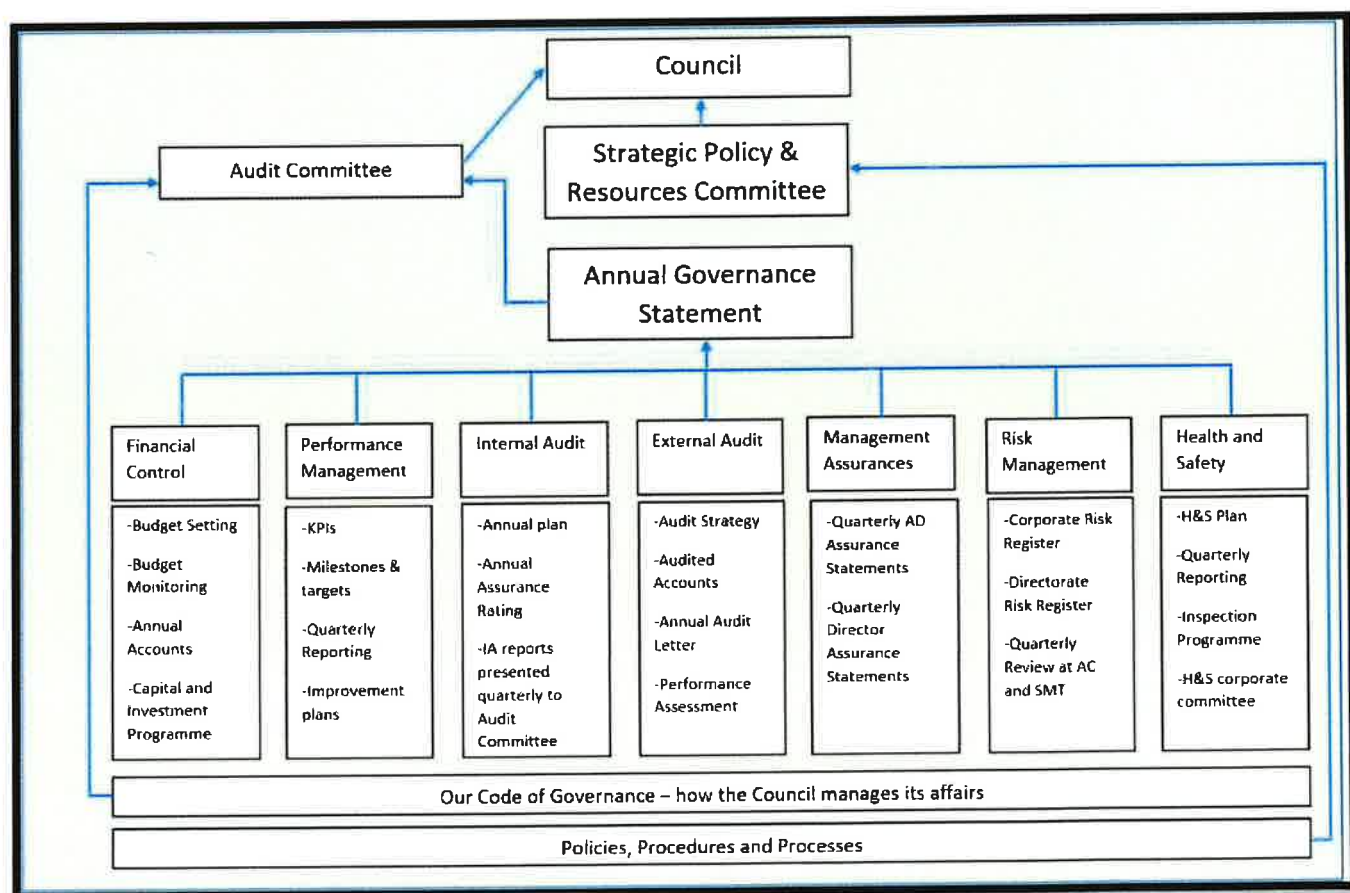 Council
Audit Committee
Strategic Policy &
Resources Committee
Annual Governance
Statement
Financial
Control
Performance
Management
Internal Audit
External Audit
Management
Assurances
Risk
Management
Health and
Safety
-Budget Setting
-Budget
Monitoring
-Annual
Accounts
-Capital and
Investment
Programme
-KPIs
-Milestones &
targets
-Quarterly
Reporting
-Improvement
plans
-Annual plan
-Annual
Assurance
Rating
-IA reports
presented
quarterly to
Audit
Committee
-Audit Strategy
-Audited
Accounts
-Annual Audit
Letter
-Performance
Assessment
-Quarterly AD
Assurance
Statements
-Quarterly
Director
Assurance
Statements
-Corporate Risk
Register
-Directorate
Risk Register
-Quarterly
Review at AC
and SMT
-H&S Plan
-Quarterly
Reporting
-Inspection
Programme
-H&S corporate
committee
Our Code of Governance – how the Council manages its affairs
Policies, Procedures and Processes